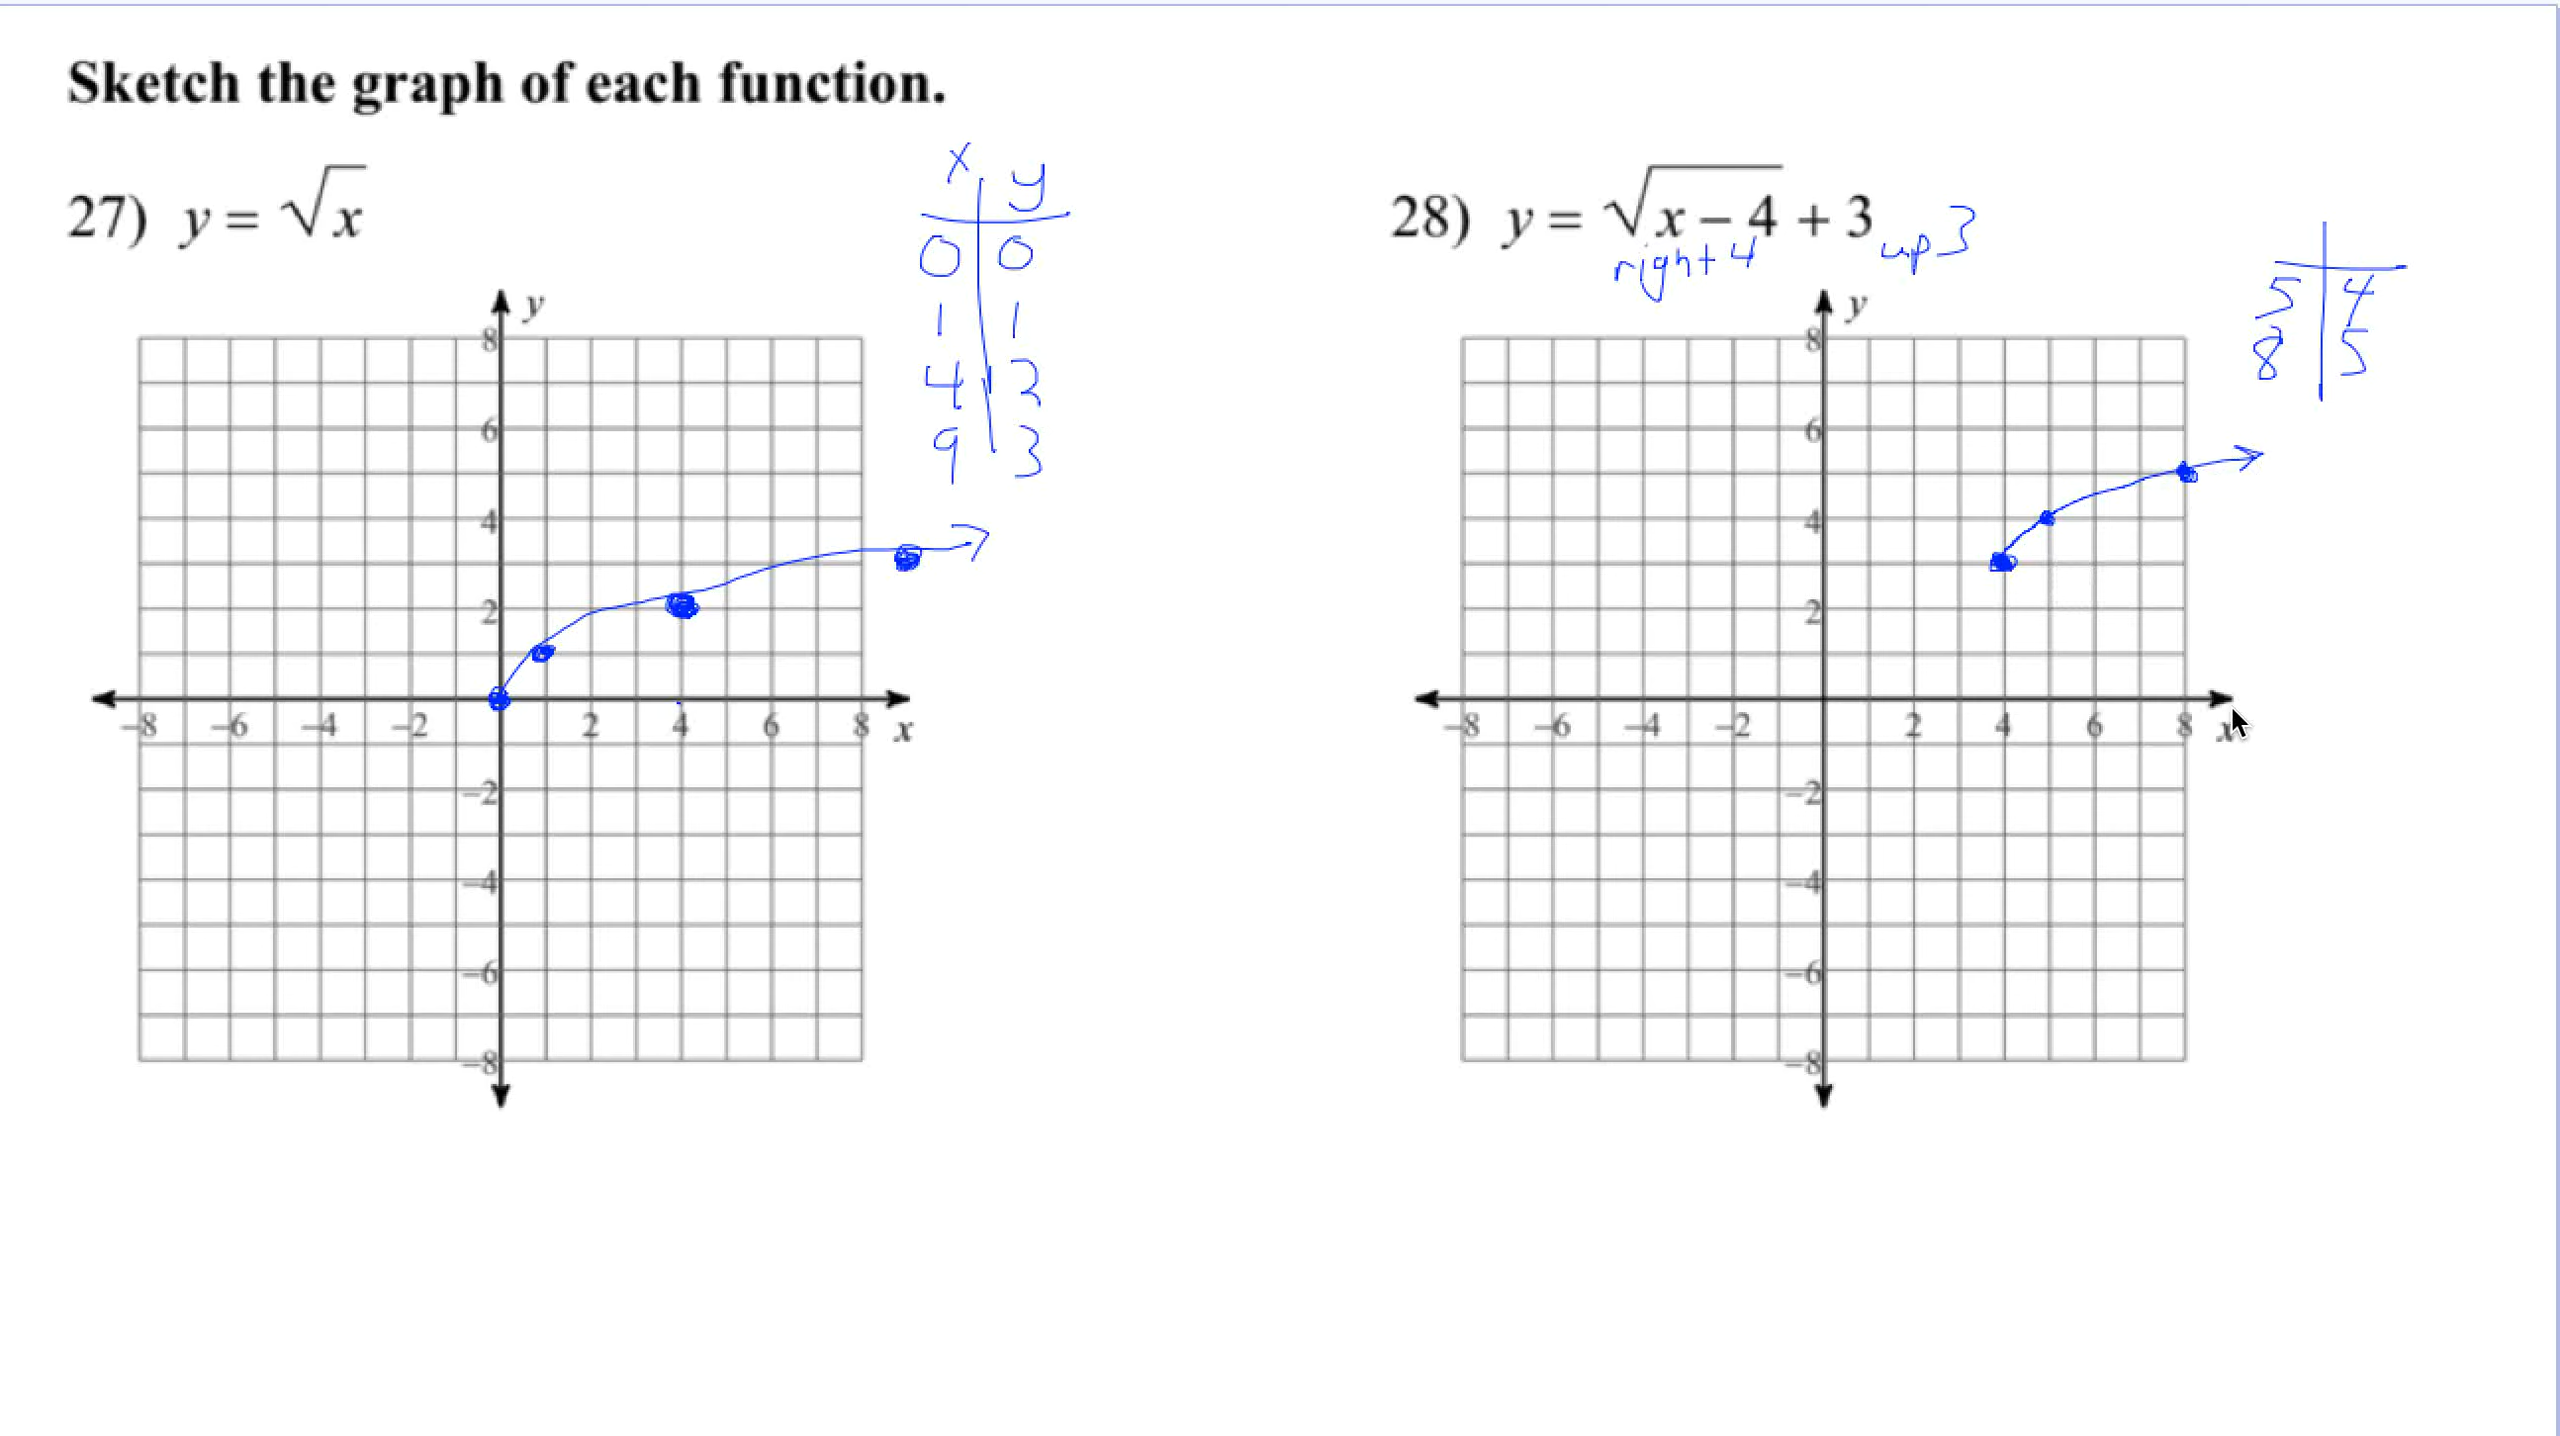 Sketch the graph of each function.
27) y = √x
x y
0 0
1 1
4 2
9 3
y
8
6
4
2
-8 -6 -4 -2 2 4 6 8 x
-2
-4
-6
-8
28) y = √x - 4 + 3
right 4 up 3
5 4
8 5
y
8
6
4
2
-8 -6 -4 -2 2 4 6 8 x
-2
-4
-6
-8